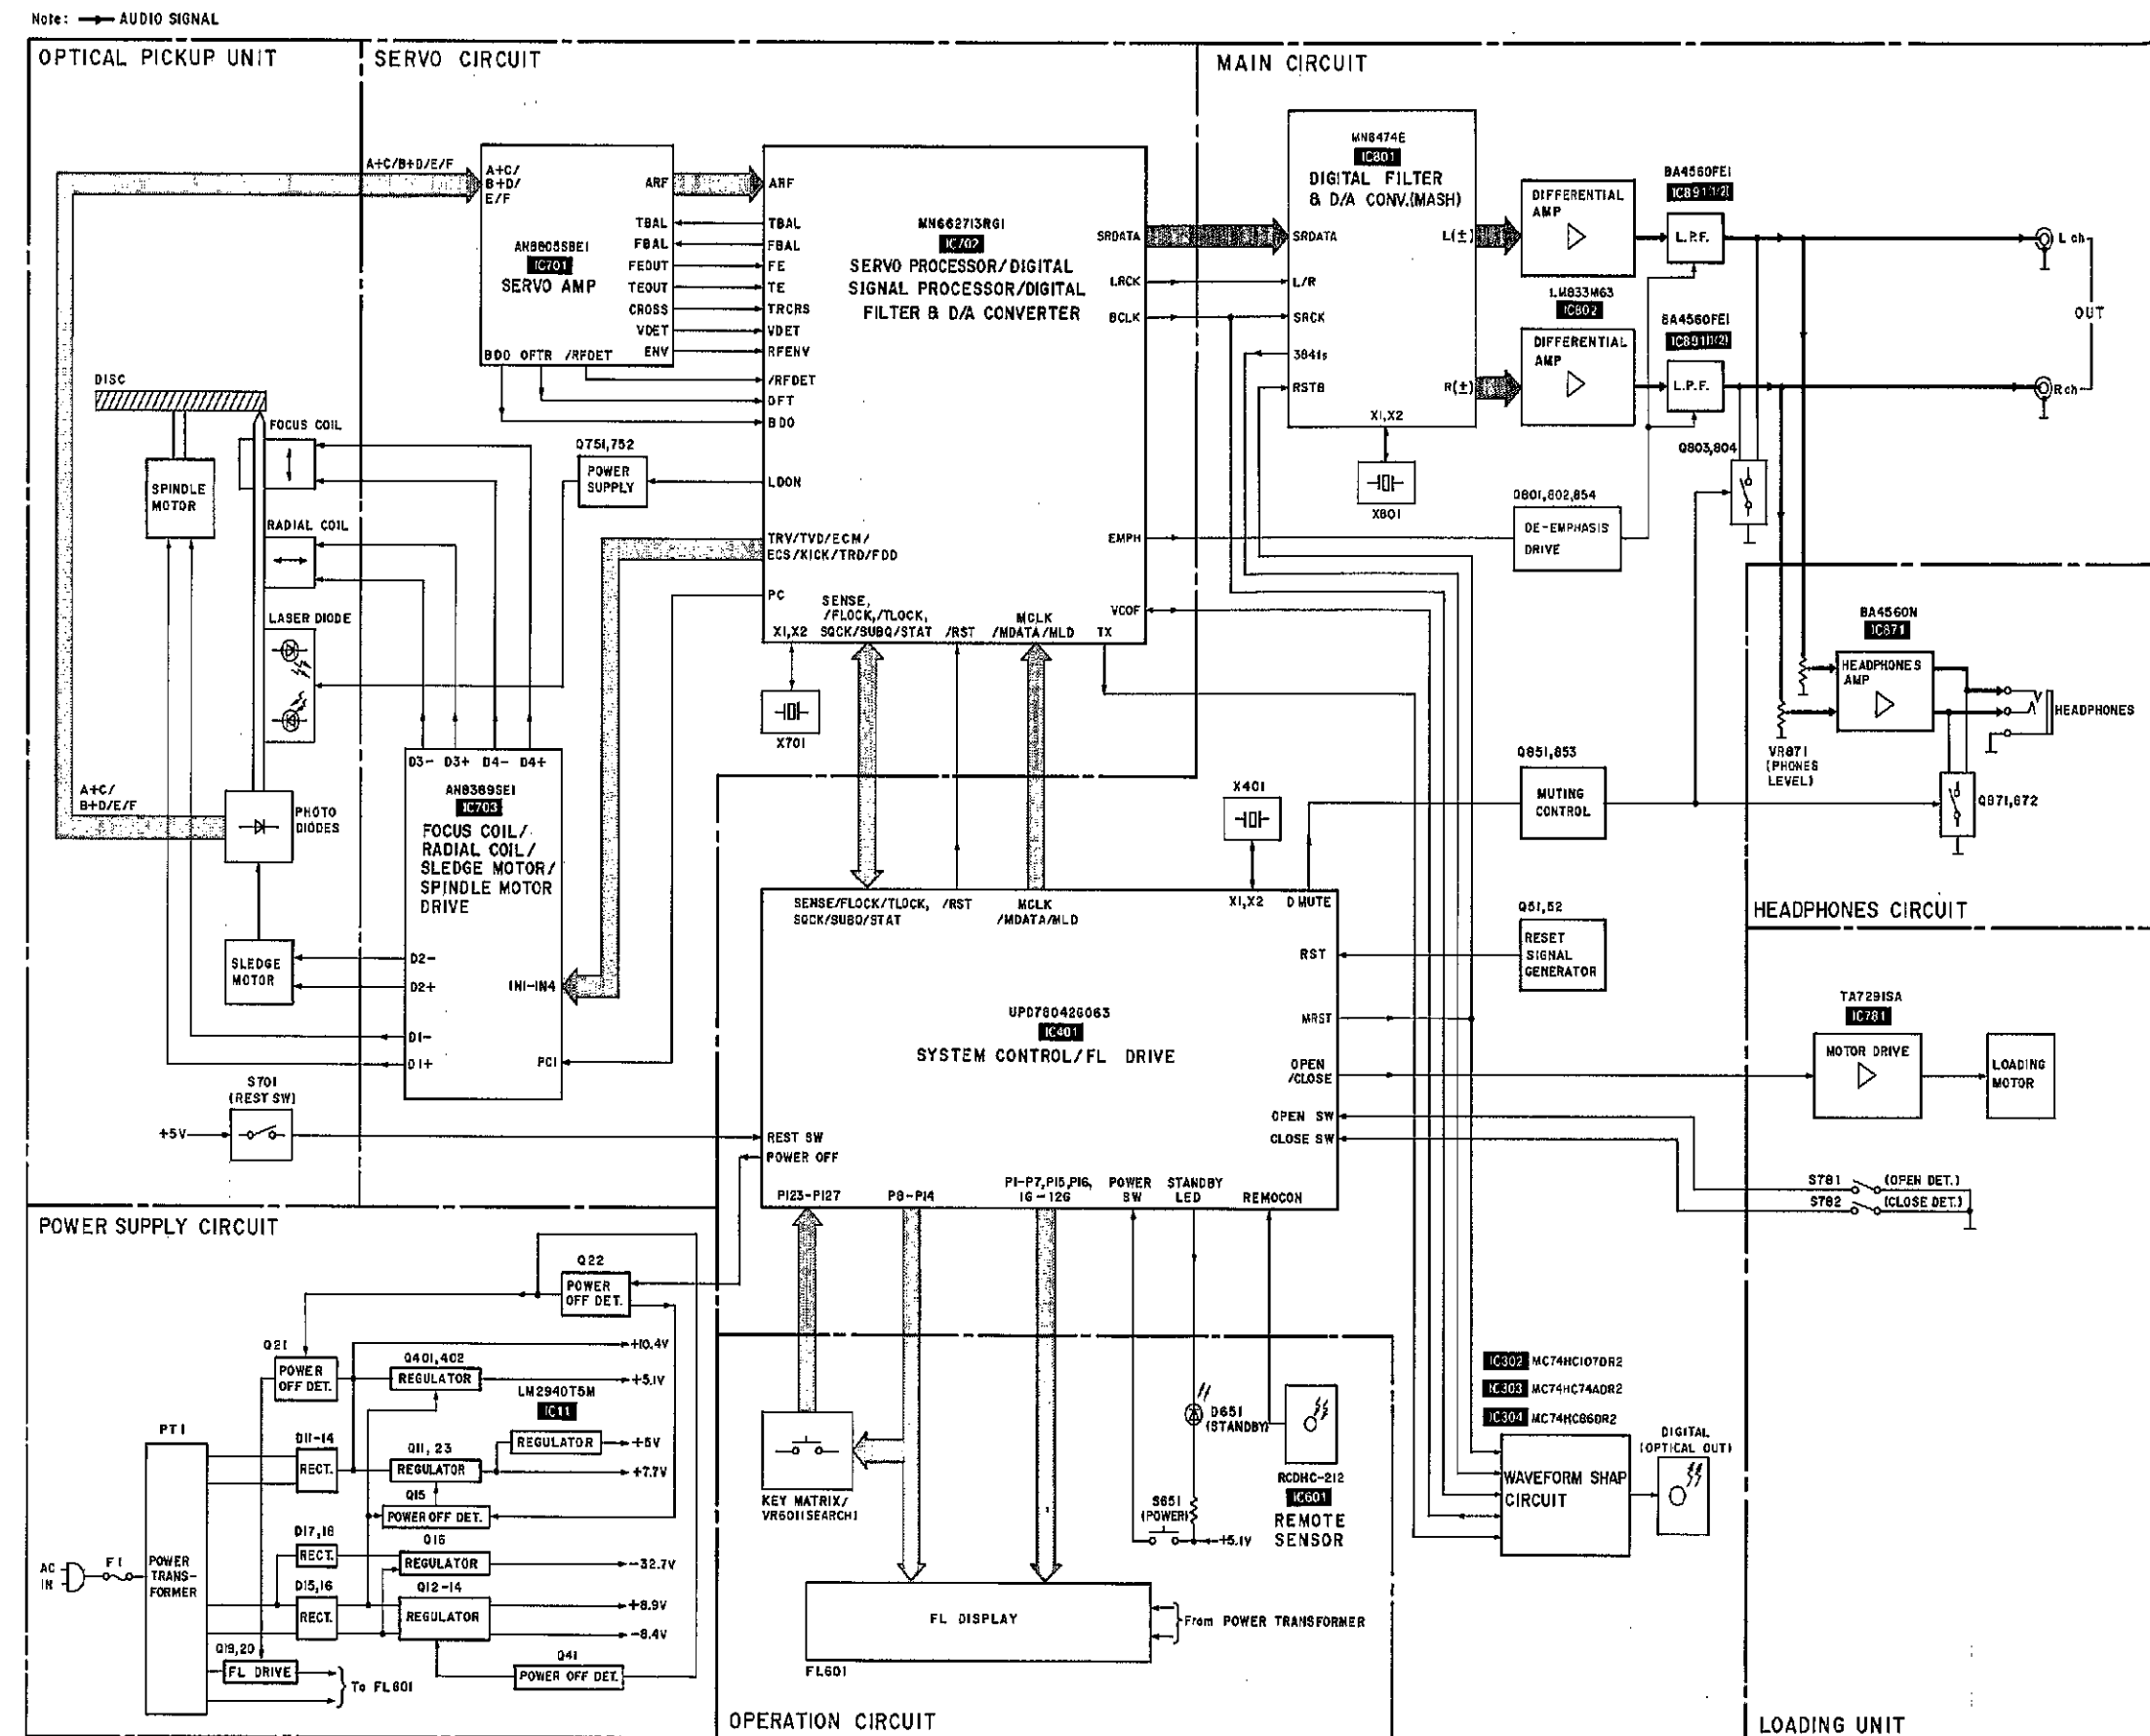 Note: AUDIO SIGNAL
OPTICAL PICKUP UNIT
SERVO CIRCUIT
MAIN CIRCUIT
A+C/B+D/E/F
A+C/
B+D/
E/F
ARF
TBAL
FBAL
FEOUT
TEOUT
CROSS
VDET
ENV
BDO OFTR /RFDET
IC701
SERVO AMP
ARF
TBAL
FBAL
FE
TE
TRCRS
VDET
RFENV
/RFDET
OFT
BDO
LDON
TRV/TVD/ECM/
ECS/KICK/TRD/FDD
PC
MN662713RG1
IC702
SERVO PROCESSOR/DIGITAL
SIGNAL PROCESSOR/DIGITAL
FILTER & D/A CONVERTER
SRDATA
LRCK
BCLK
EMPH
VCOF
X1,X2
SENSE,
/FLOCK,/TLOCK,
SQCK/SUBQ/STAT
/RST
MCLK
/MDATA/MLD
TX
X701
MN6474E
IC801
DIGITAL FILTER
& D/A CONV.(MASH)
SRDATA
L/R
SRCK
384fs
RSTB
L(±)
R(±)
X1,X2
X801
DIFFERENTIAL
AMP
LM833M63
IC802
DIFFERENTIAL
AMP
BA4560FE1
IC891(1/2)
L.P.F.
BA4560FE1
IC891(1/2)
L.P.F.
L ch
OUT
R ch
Q803,804
Q801,802,854
DE-EMPHASIS
DRIVE
DISC
SPINDLE
MOTOR
FOCUS COIL
RADIAL COIL
LASER DIODE
Q751,752
POWER
SUPPLY
A+C/
B+D/E/F
PHOTO
DIODES
SLEDGE
MOTOR
D3- D3+ D4- D4+
AN8389SE1
IC703
FOCUS COIL/
RADIAL COIL/
SLEDGE MOTOR/
SPINDLE MOTOR
DRIVE
D2-
D2+
D1-
D1+
IN1-IN4
PC1
S701
(REST SW)
+5V
BA4560N
IC871
HEADPHONES
AMP
HEADPHONES
VR871
(PHONES
LEVEL)
Q871,872
HEADPHONES CIRCUIT
Q851,853
MUTING
CONTROL
X401
Q51,52
RESET
SIGNAL
GENERATOR
SENSE/FLOCK/TLOCK,
SQCK/SUBQ/STAT
/RST
MCLK
/MDATA/MLD
X1,X2
D MUTE
RST
MRST
OPEN
/CLOSE
OPEN SW
CLOSE SW
UPD78042G063
IC401
SYSTEM CONTROL/FL DRIVE
REST SW
POWER OFF
P123-P127
P8-P14
P1-P7,P15,P16,
1G-12G
POWER
SW
STANDBY
LED
REMOCON
TA7291SA
IC781
MOTOR DRIVE
LOADING
MOTOR
S781
(OPEN DET.)
S782
(CLOSE DET.)
LOADING UNIT
POWER SUPPLY CIRCUIT
Q22
POWER
OFF DET.
Q21
POWER
OFF DET.
Q401,402
REGULATOR
+10.4V
+5.1V
LM2940T5M
IC11
REGULATOR
+5V
+7.7V
PT1
D11-14
RECT.
Q11,23
REGULATOR
Q15
POWER OFF DET.
D17,18
RECT.
Q16
REGULATOR
-32.7V
D15,16
RECT.
Q12-14
REGULATOR
+8.9V
-8.4V
AC
IN
F1
POWER
TRANS-
FORMER
Q19,20
FL DRIVE
To FL601
Q41
POWER OFF DET.
KEY MATRIX/
VR601(SEARCH)
D651
(STANDBY)
S651
(POWER)
+5.1V
RCDHC-212
IC601
REMOTE
SENSOR
FL DISPLAY
FL601
From POWER TRANSFORMER
OPERATION CIRCUIT
IC302 MC74HC107DR2
IC303 MC74HC74ADR2
IC304 MC74HC86DR2
WAVEFORM SHAP
CIRCUIT
DIGITAL
(OPTICAL OUT)